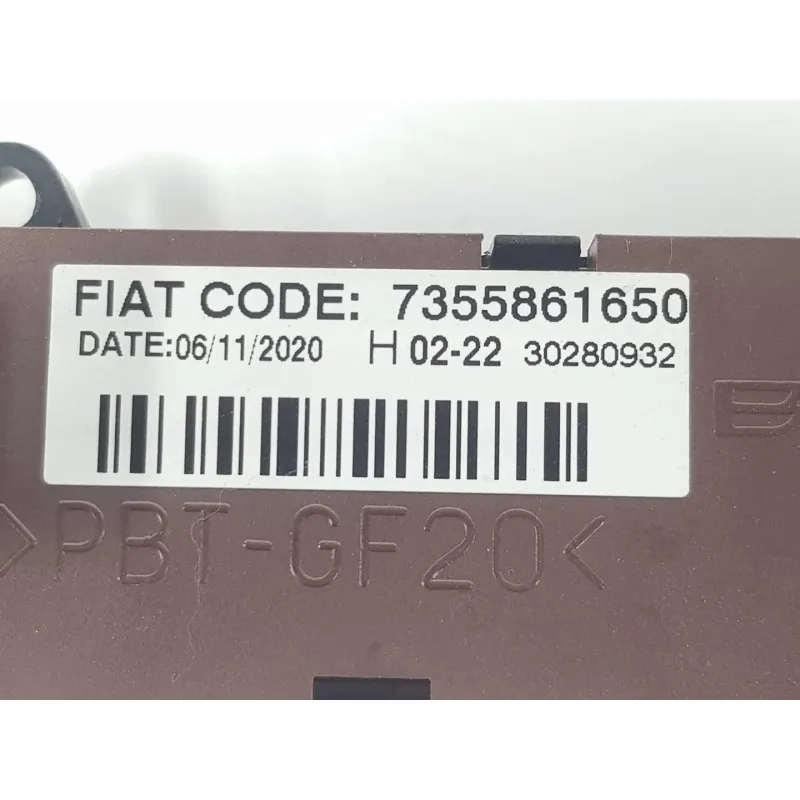 FIAT CODE: 7355861650
DATE:06/11/2020 H 02-22 30280932
>PBT-GF20<